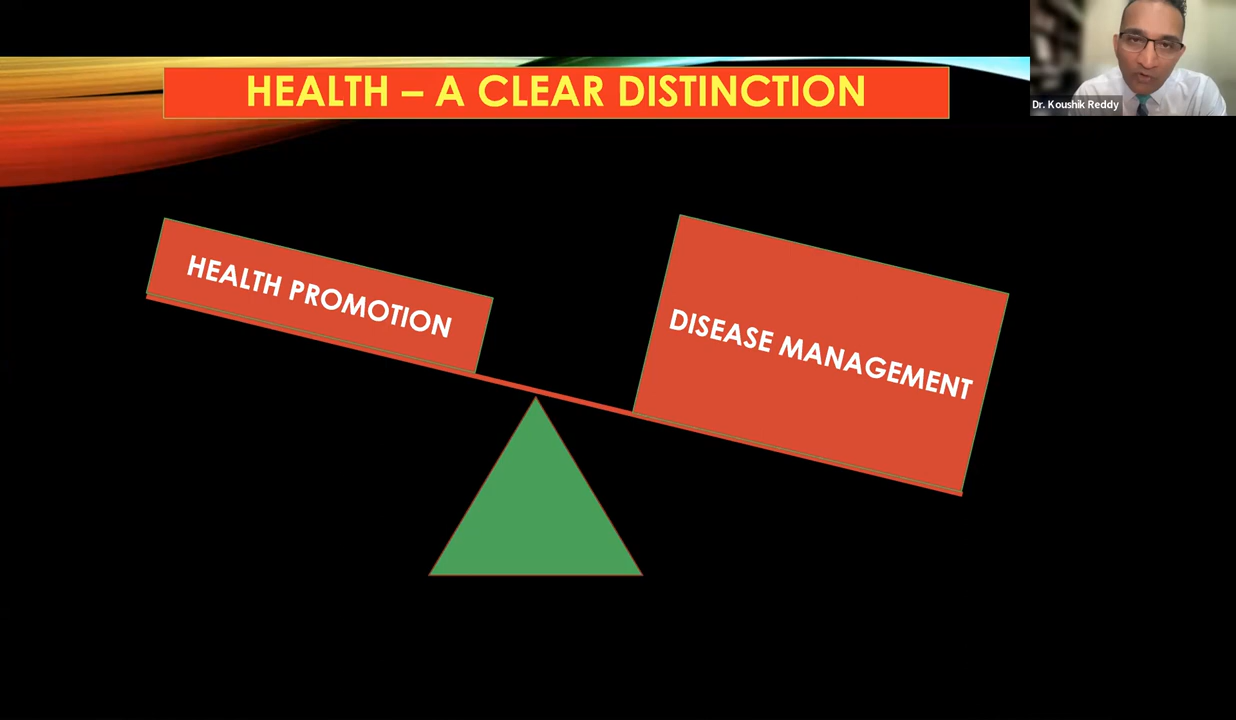 HEALTH – A CLEAR DISTINCTION
Dr. Koushik Reddy
HEALTH PROMOTION
DISEASE MANAGEMENT